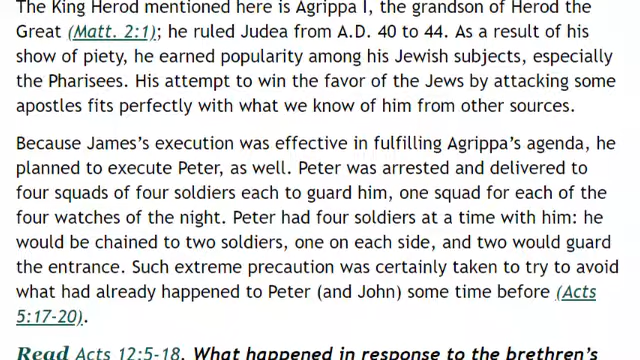 The King Herod mentioned here is Agrippa I, the grandson of Herod the
Great (Matt. 2:1); he ruled Judea from A.D. 40 to 44. As a result of his
show of piety, he earned popularity among his Jewish subjects, especially
the Pharisees. His attempt to win the favor of the Jews by attacking some
apostles fits perfectly with what we know of him from other sources.
Because James’s execution was effective in fulfilling Agrippa’s agenda, he
planned to execute Peter, as well. Peter was arrested and delivered to
four squads of four soldiers each to guard him, one squad for each of the
four watches of the night. Peter had four soldiers at a time with him: he
would be chained to two soldiers, one on each side, and two would guard
the entrance. Such extreme precaution was certainly taken to try to avoid
what had already happened to Peter (and John) some time before (Acts
5:17-20).
Read Acts 12:5-18. What happened in response to the brethren’s